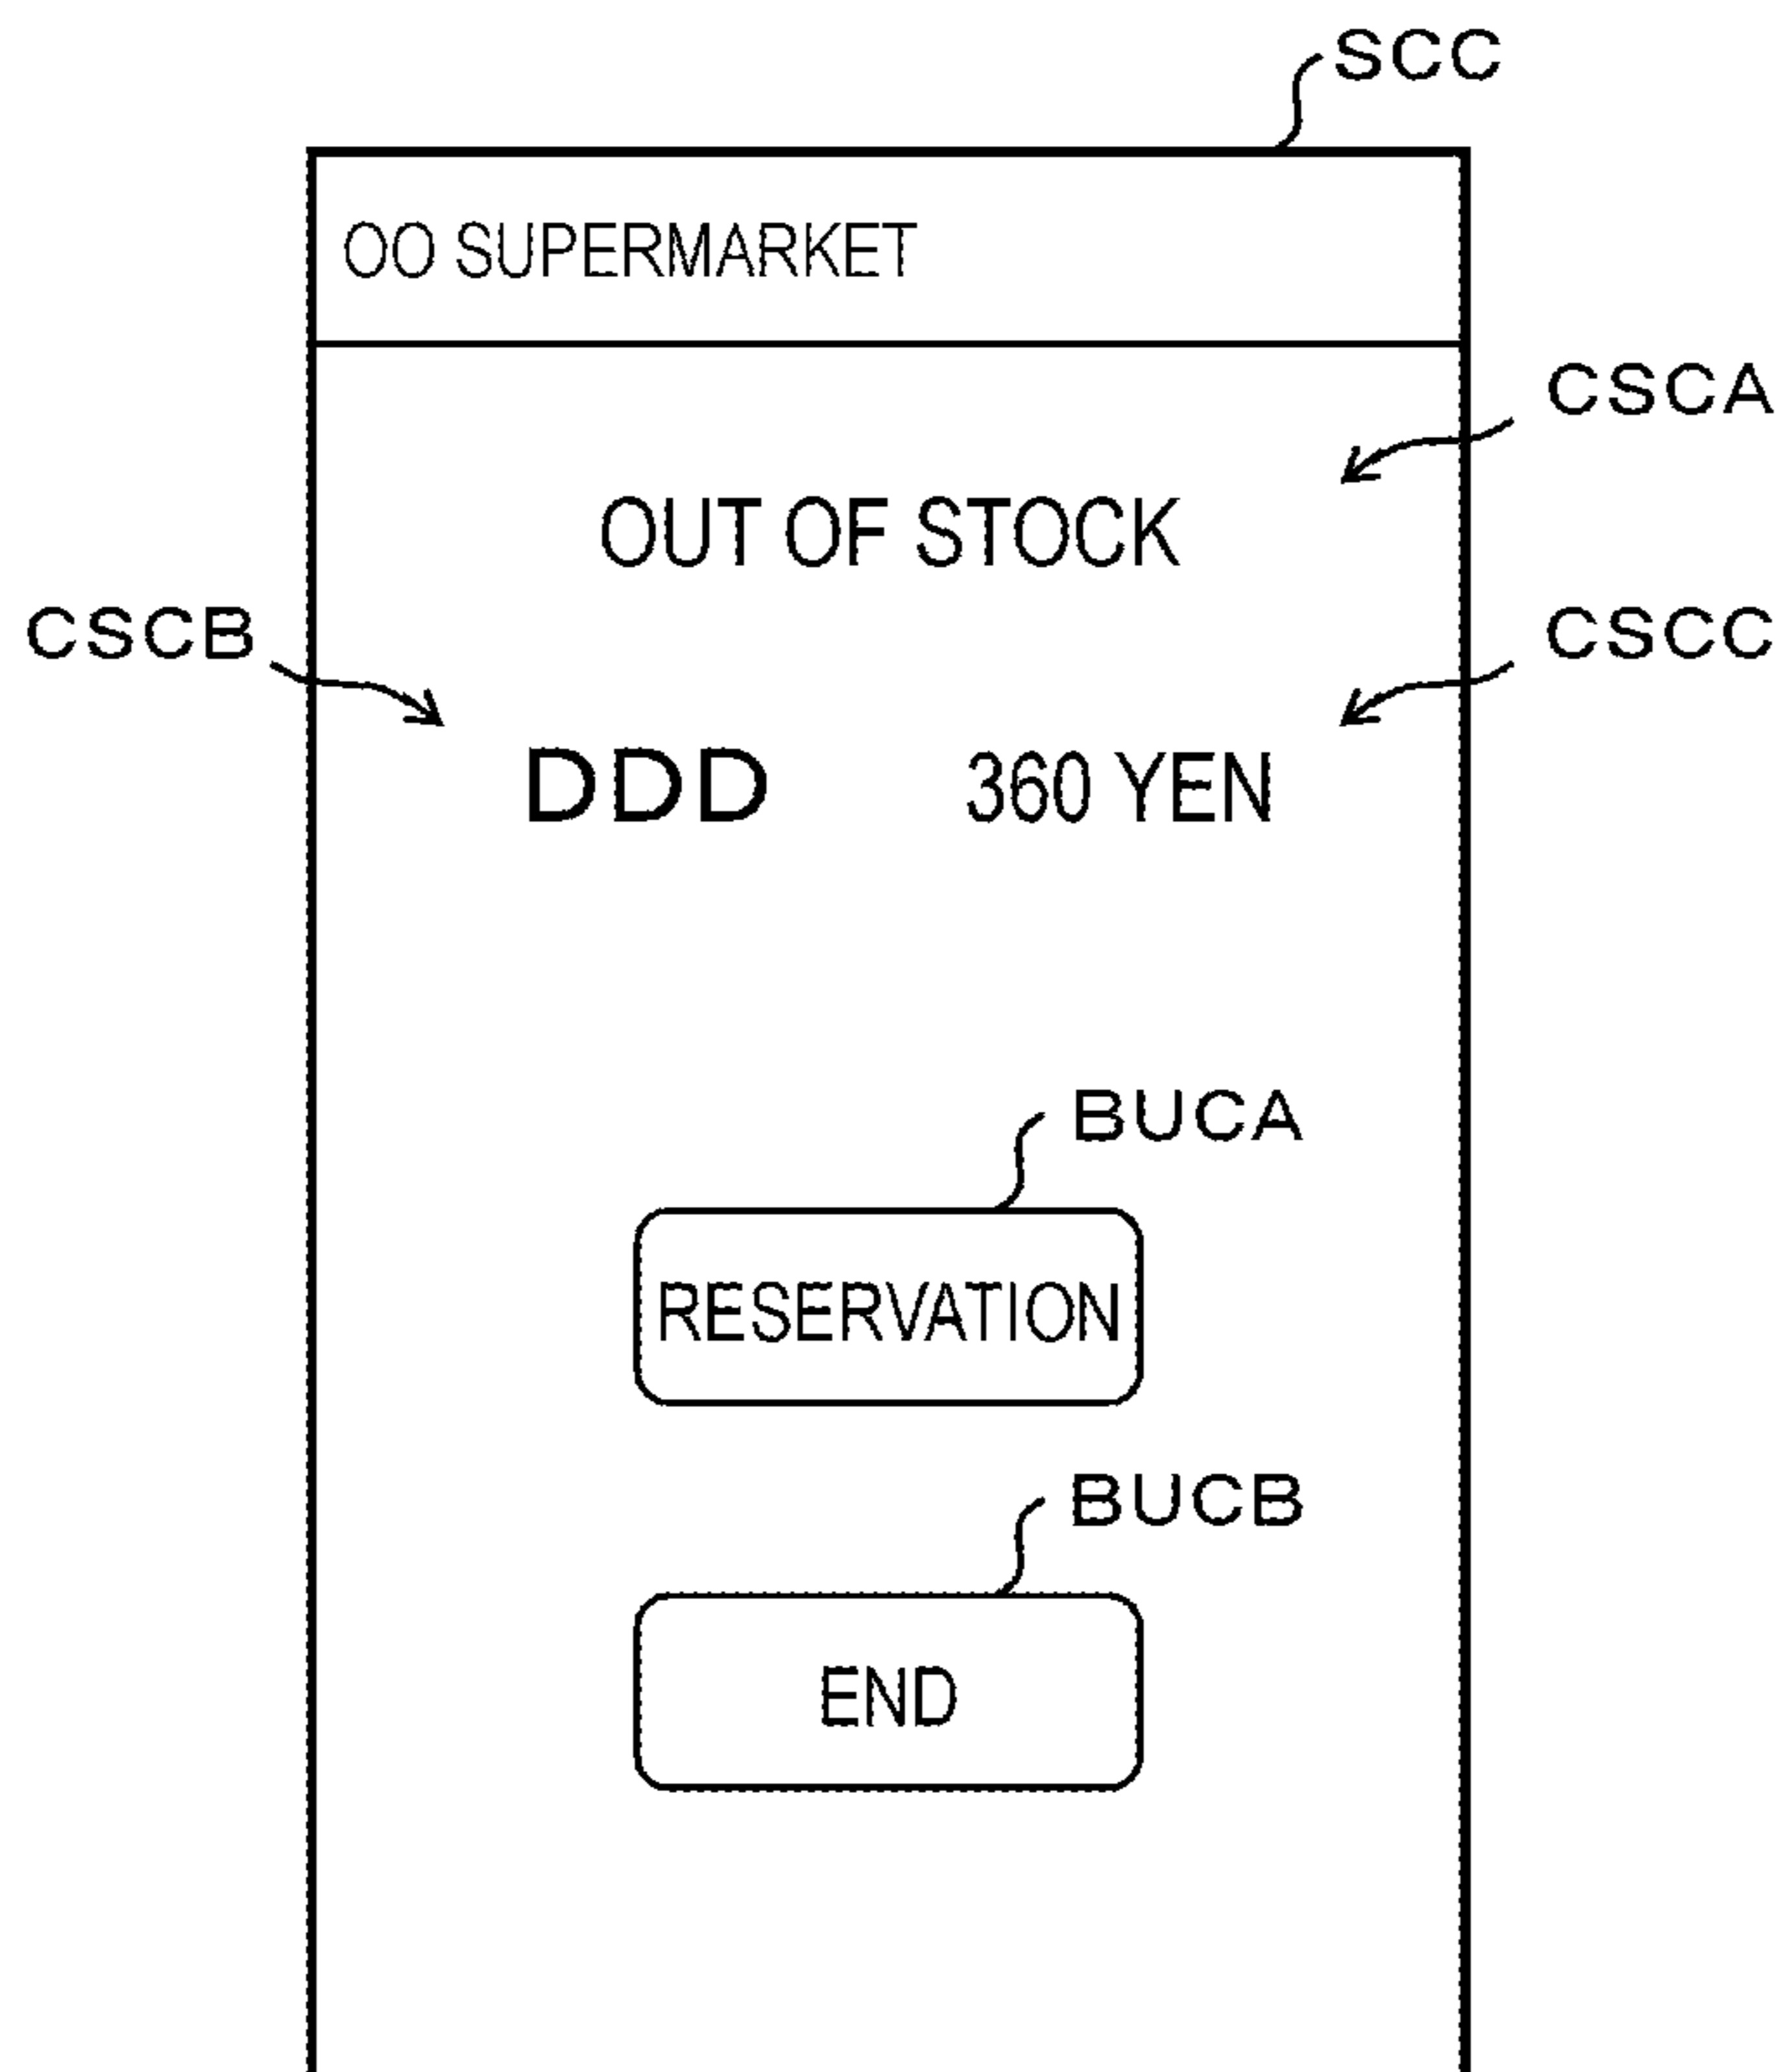 SCC
OO SUPERMARKET
CSCA
OUT OF STOCK
CSCB
CSCC
DDD 360 YEN
BUCA
RESERVATION
BUCB
END